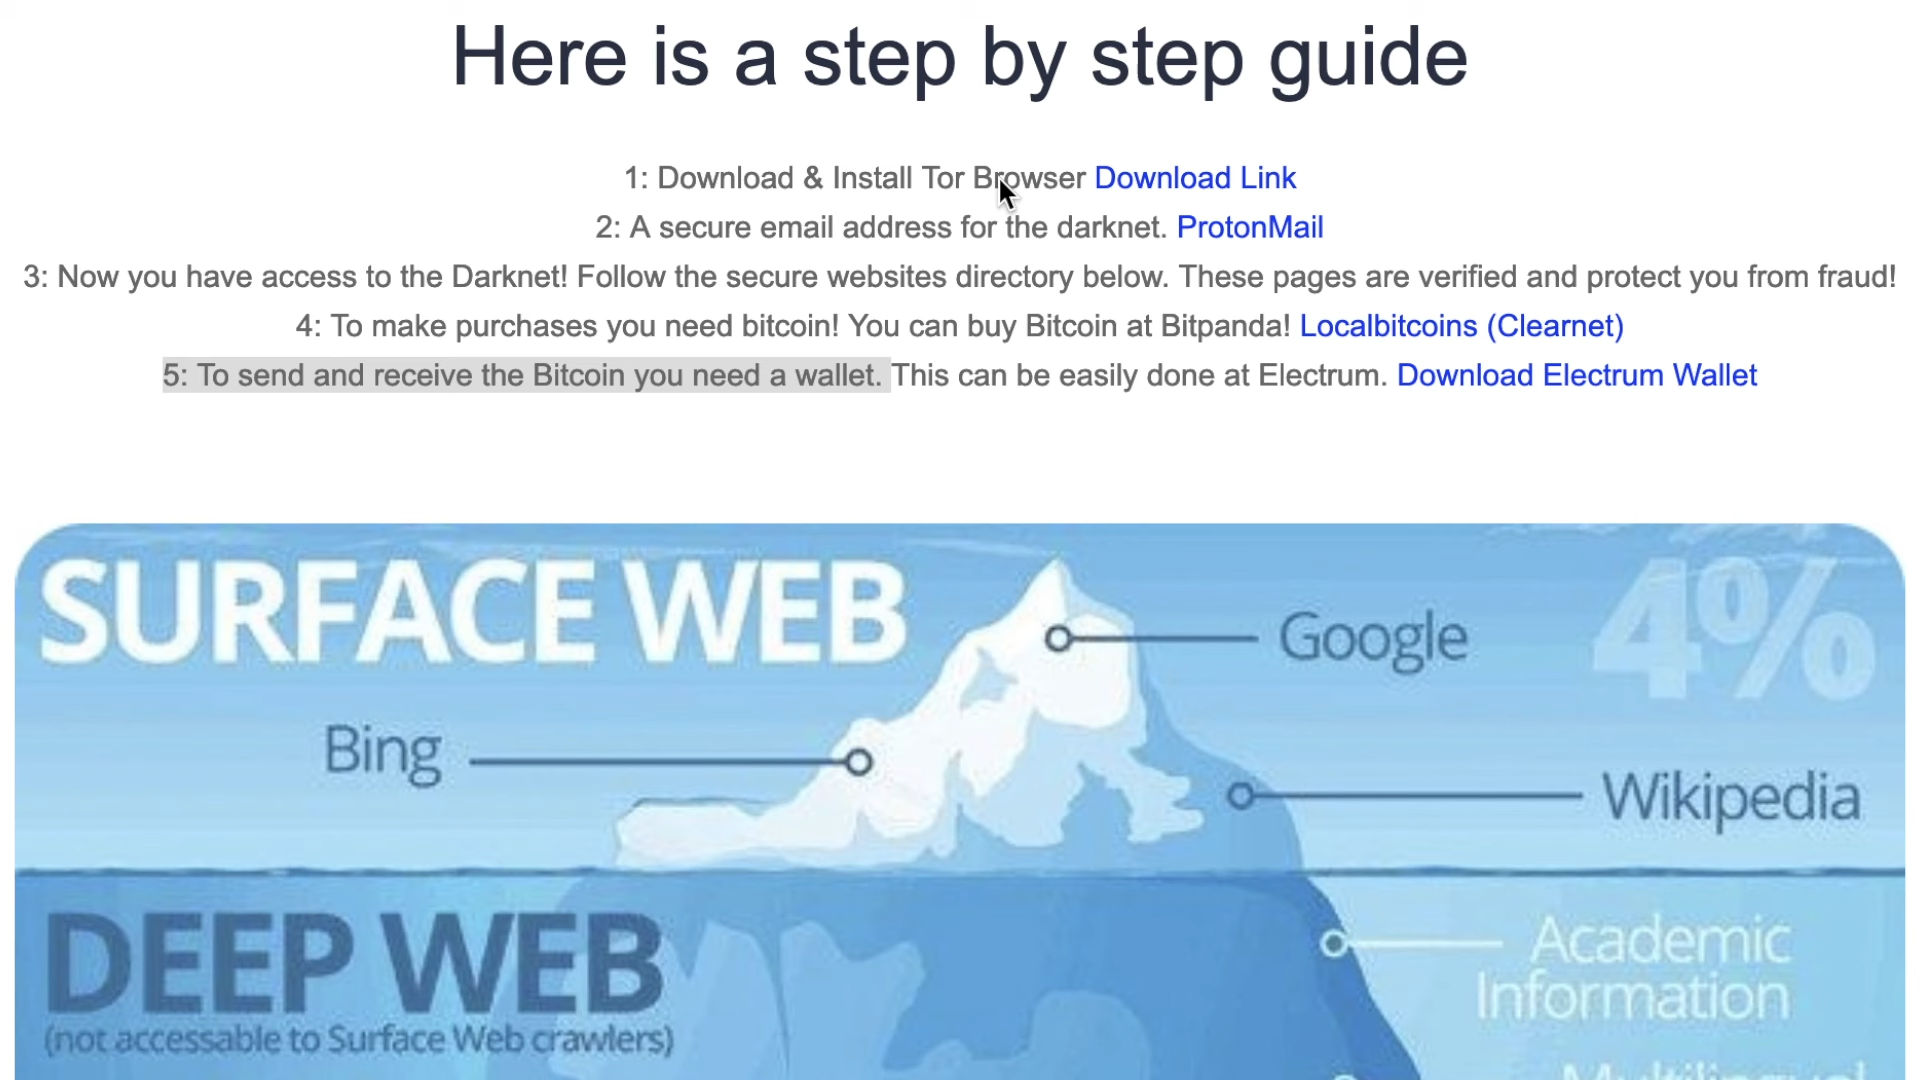 Here is a step by step guide
1: Download & Install Tor Browser Download Link
2: A secure email address for the darknet. ProtonMail
3: Now you have access to the Darknet! Follow the secure websites directory below. These pages are verified and protect you from fraud!
4: To make purchases you need bitcoin! You can buy Bitcoin at Bitpanda! Localbitcoins (Clearnet)
5: To send and receive the Bitcoin you need a wallet. This can be easily done at Electrum. Download Electrum Wallet
SURFACE WEB
4%
Google
Bing
Wikipedia
DEEP WEB
(not accessable to Surface Web crawlers)
Academic
Information